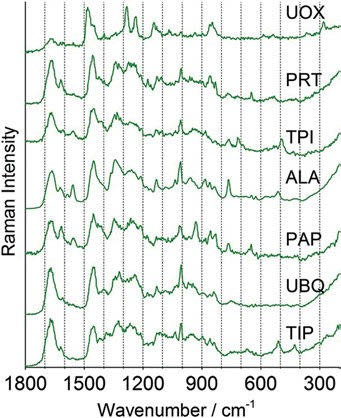 UOX
PRT
TPI
ALA
PAP
UBQ
TIP
Raman Intensity
1800 1500 1200 900 600 300
Wavenumber / cm⁻¹